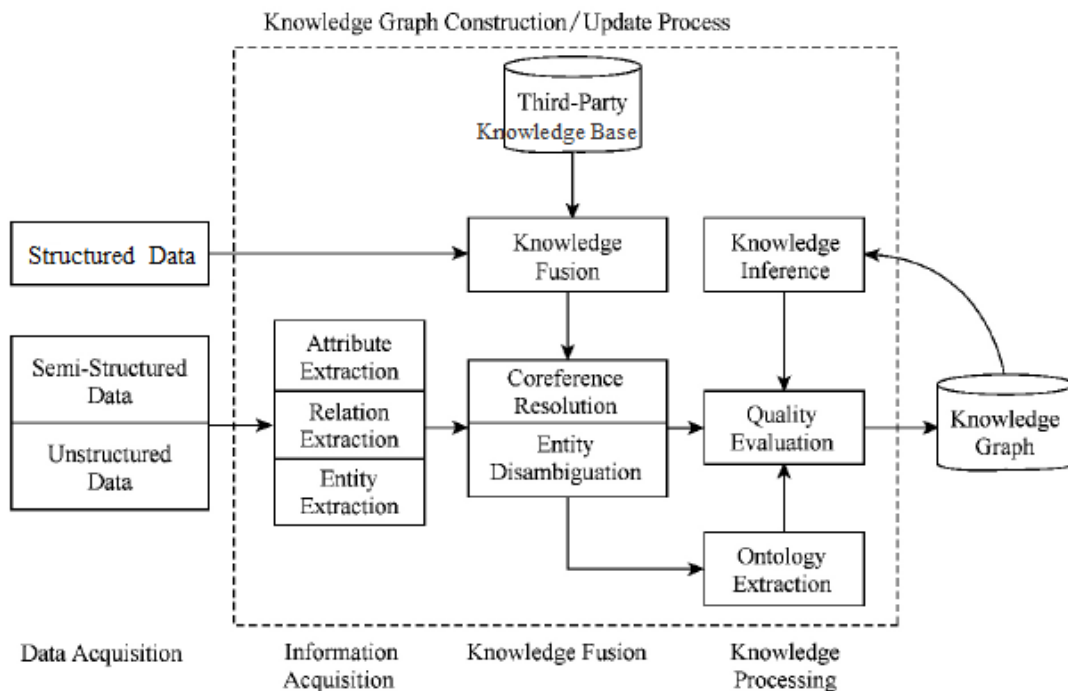 Knowledge Graph Construction/Update Process
Third-Party
Knowledge Base
Structured Data
Knowledge
Fusion
Knowledge
Inference
Semi-Structured
Data
Unstructured
Data
Attribute
Extraction
Relation
Extraction
Entity
Extraction
Coreference
Resolution
Entity
Disambiguation
Quality
Evaluation
Knowledge
Graph
Ontology
Extraction
Data Acquisition
Information
Acquisition
Knowledge Fusion
Knowledge
Processing